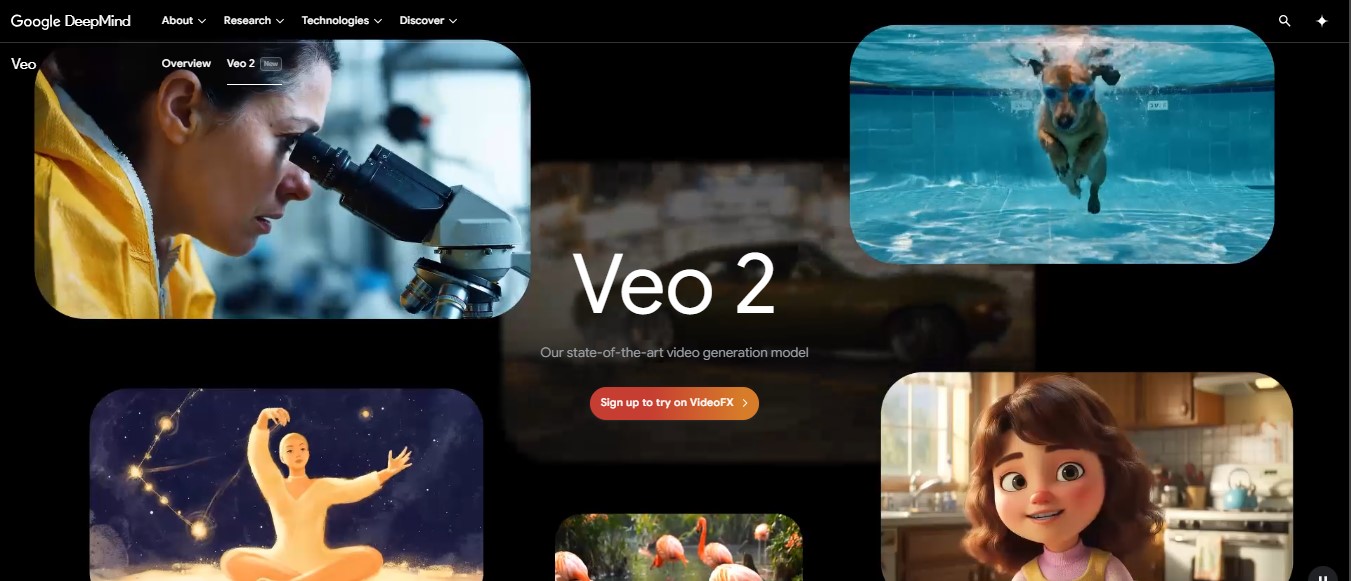 Google DeepMind About Research Technologies Discover
Veo Overview Veo 2 New
Veo 2
Our state-of-the-art video generation model
Sign up to try on VideoFX